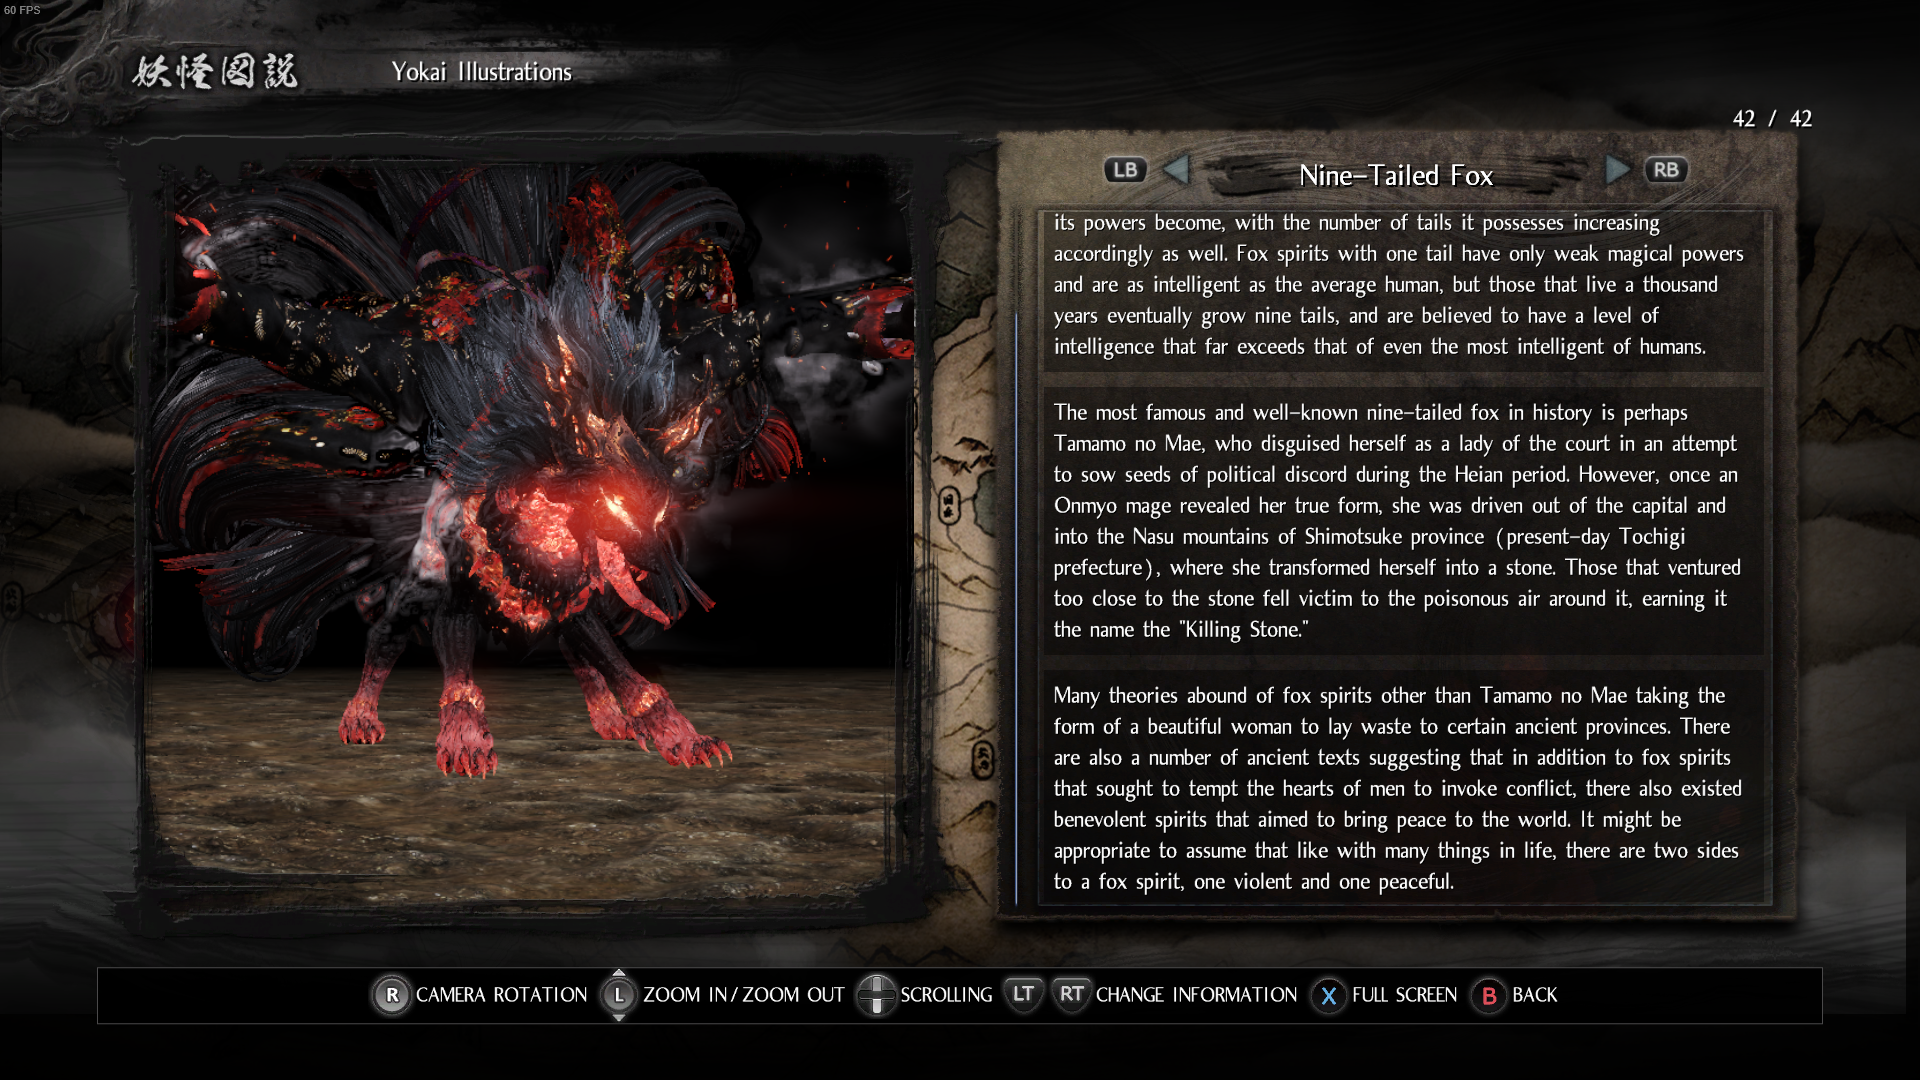 60 FPS
妖怪図説
Yokai Illustrations
42 / 42
LB
Nine-Tailed Fox
RB
its powers become, with the number of tails it possesses increasing
accordingly as well. Fox spirits with one tail have only weak magical powers
and are as intelligent as the average human, but those that live a thousand
years eventually grow nine tails, and are believed to have a level of
intelligence that far exceeds that of even the most intelligent of humans.
The most famous and well-known nine-tailed fox in history is perhaps
Tamamo no Mae, who disguised herself as a lady of the court in an attempt
to sow seeds of political discord during the Heian period. However, once an
Onmyo mage revealed her true form, she was driven out of the capital and
into the Nasu mountains of Shimotsuke province (present-day Tochigi
prefecture), where she transformed herself into a stone. Those that ventured
too close to the stone fell victim to the poisonous air around it, earning it
the name the "Killing Stone."
Many theories abound of fox spirits other than Tamamo no Mae taking the
form of a beautiful woman to lay waste to certain ancient provinces. There
are also a number of ancient texts suggesting that in addition to fox spirits
that sought to tempt the hearts of men to invoke conflict, there also existed
benevolent spirits that aimed to bring peace to the world. It might be
appropriate to assume that like with many things in life, there are two sides
to a fox spirit, one violent and one peaceful.
R CAMERA ROTATION L ZOOM IN/ZOOM OUT SCROLLING LT RT CHANGE INFORMATION X FULL SCREEN B BACK